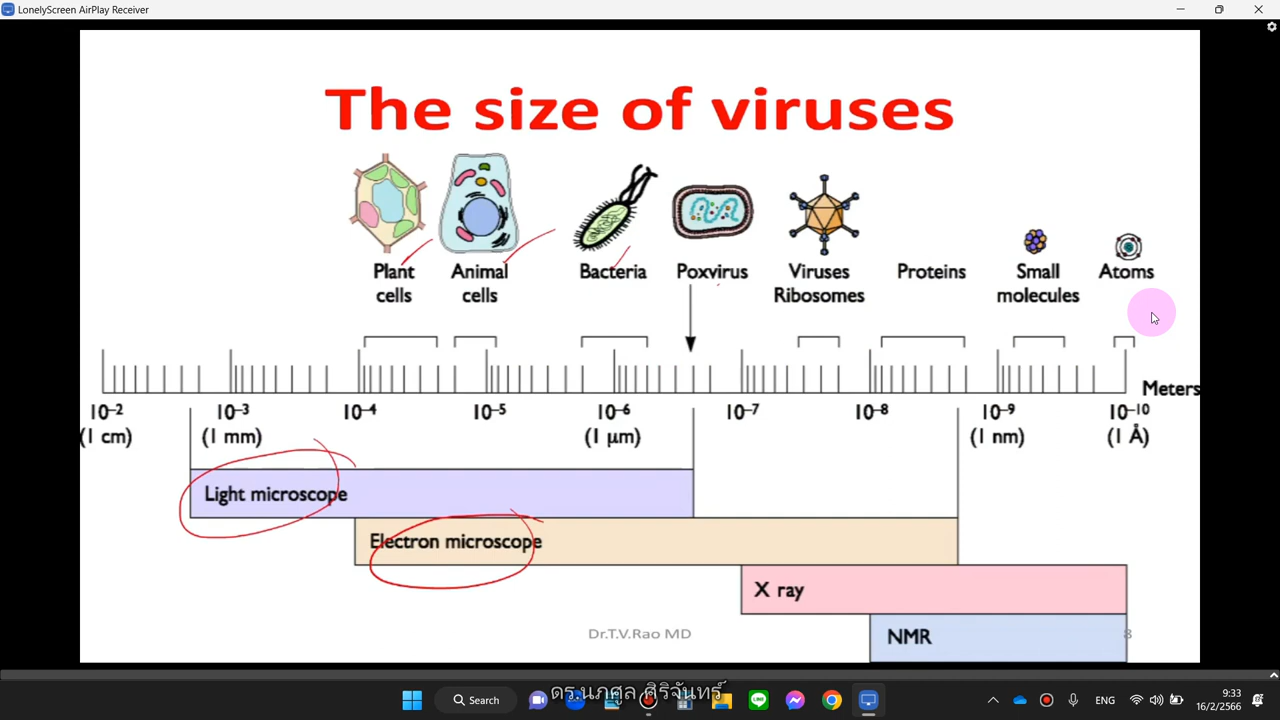 LonelyScreen AirPlay Receiver
The size of viruses
Plant cells
Animal cells
Bacteria
Poxvirus
Viruses Ribosomes
Proteins
Small molecules
Atoms
10–2 10–3 10–4 10–5 10–6 10–7 10–8 10–9 10–10 Meters
(1 cm) (1 mm) (1 μm) (1 nm) (1 Å)
Light microscope
Electron microscope
X ray
NMR
Dr.T.V.Rao MD
8
ดร.นภศูล ศิริจันทร์
Search
ENG
9:33
16/2/2566